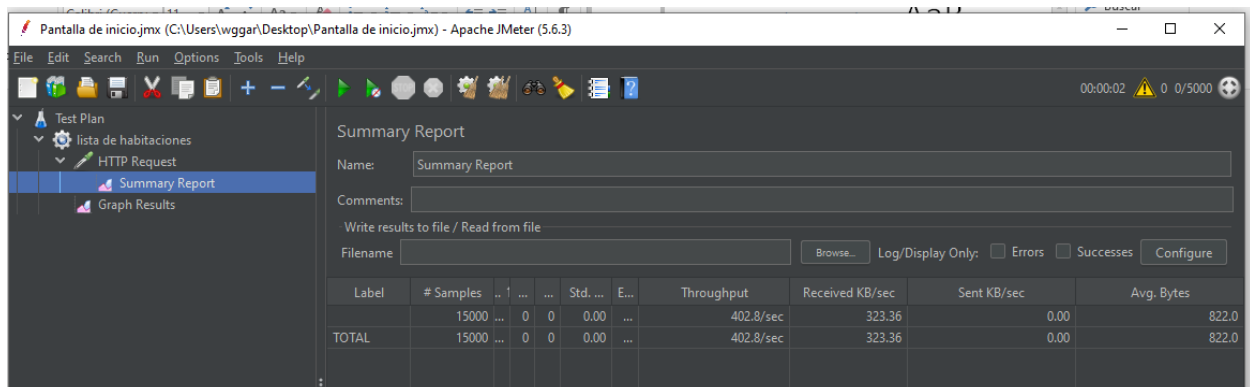 Pantalla de inicio.jmx (C:\Users\wggar\Desktop\Pantalla de inicio.jmx) - Apache JMeter (5.6.3)
File Edit Search Run Options Tools Help
STOP
00:00:02 0 0/5000
Test Plan
lista de habitaciones
HTTP Request
Summary Report
Graph Results
Summary Report
Name: Summary Report
Comments:
Write results to file / Read from file
Filename Browse... Log/Display Only: Errors Successes Configure
Label # Samples ... ... Std. ... E... Throughput Received KB/sec Sent KB/sec Avg. Bytes
15000 ... 0 0 0.00 ... 402.8/sec 323.36 0.00 822.0
TOTAL 15000 ... 0 0 0.00 ... 402.8/sec 323.36 0.00 822.0